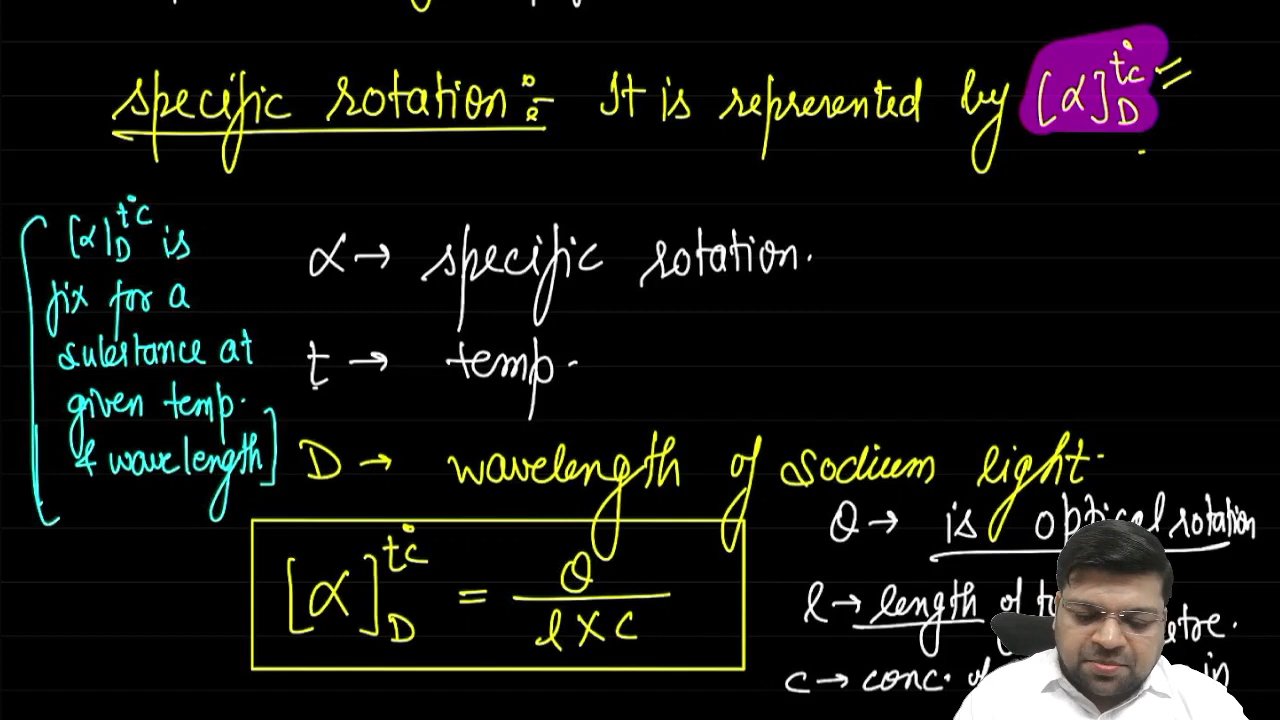 specific rotation :- It is represented by [α]D t°C =
[α]D t°C is
fix for a
substance at
given temp.
& wavelength]
α → specific rotation.
t → temp.
D → wavelength of sodium light.
[α]D t°C = θ / l × c
θ → is optical rotation
l → length of
c → conc. in